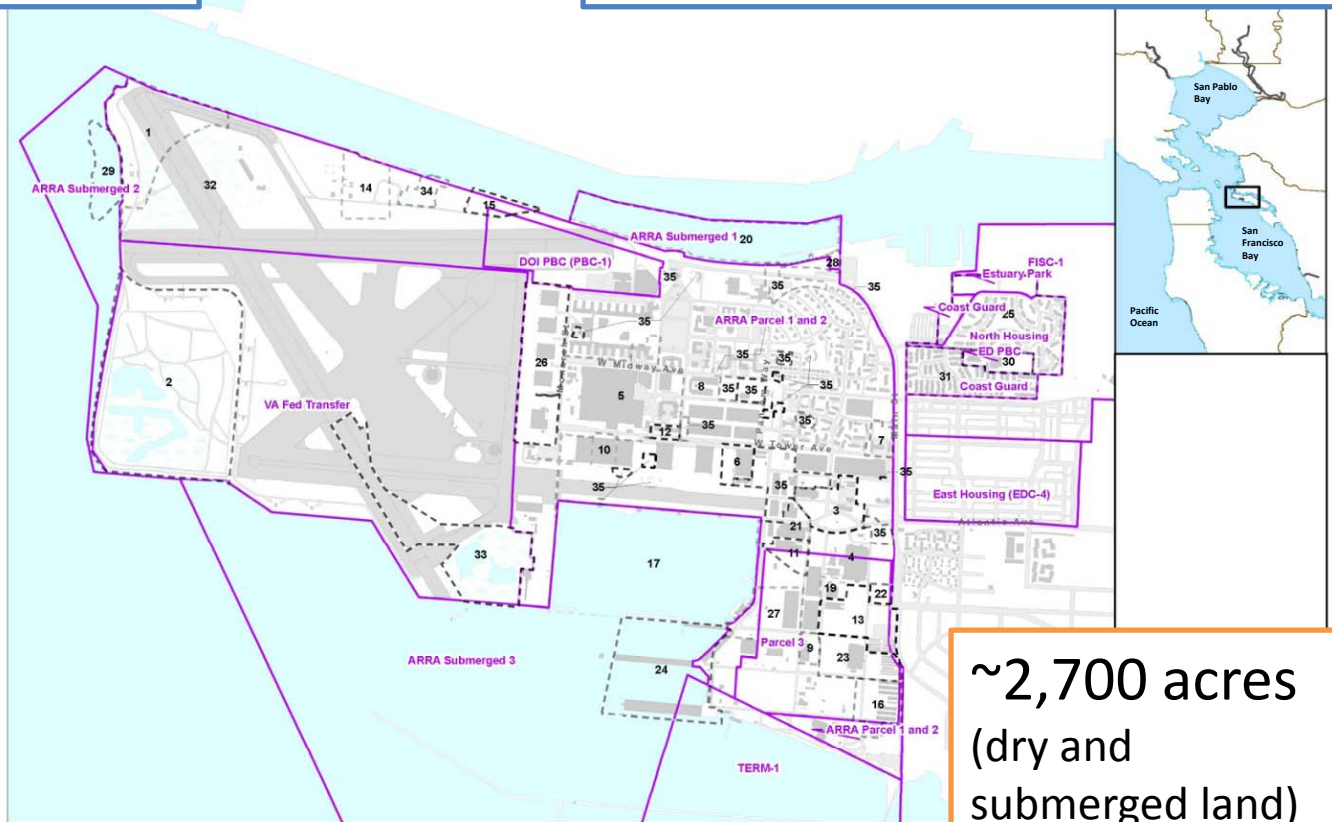 San Pablo
Bay
San
Francisco
Bay
Pacific
Ocean
1
29
ARRA Submerged 2
32
14
34
15
ARRA Submerged 1
20
DOI PBC (PBC-1)
28
35
35
35
FISC-1
Estuary Park
Coast Guard
25
North Housing
ED PBC
30
31
Coast Guard
35
ARRA Parcel 1 and 2
26
W Midway Ave
35
35
8
35
35
35
2
VA Fed Transfer
5
12
35
35
W Tower Ave
7
Main St
10
6
35
35
35
3
East Housing (EDC-4)
Atlantic Ave
21
35
11
4
33
17
19
22
27
13
Parcel 3
9
23
ARRA Submerged 3
24
16
ARRA Parcel 1 and 2
TERM-1
~2,700 acres
(dry and
submerged land)